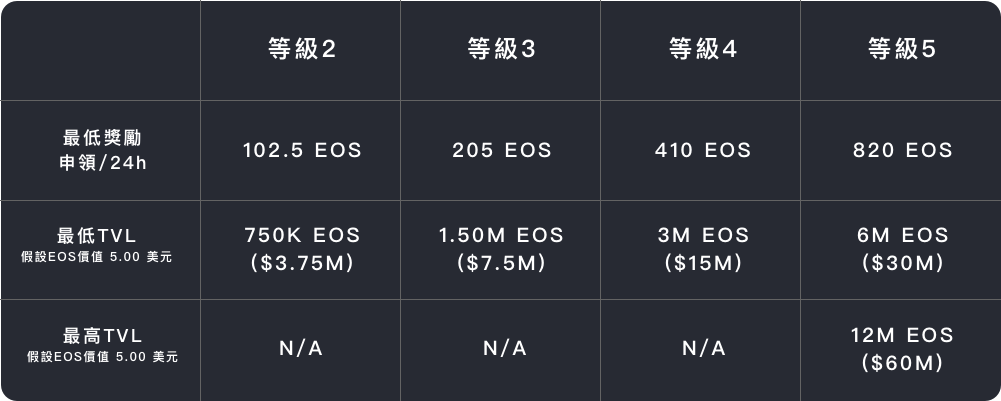 等級2
等級3
等級4
等級5
最低獎勵
申領/24h
102.5 EOS
205 EOS
410 EOS
820 EOS
最低TVL
假設EOS價值 5.00 美元
750K EOS
($3.75M)
1.50M EOS
($7.5M)
3M EOS
($15M)
6M EOS
($30M)
最高TVL
假設EOS價值 5.00 美元
N/A
N/A
N/A
12M EOS
($60M)